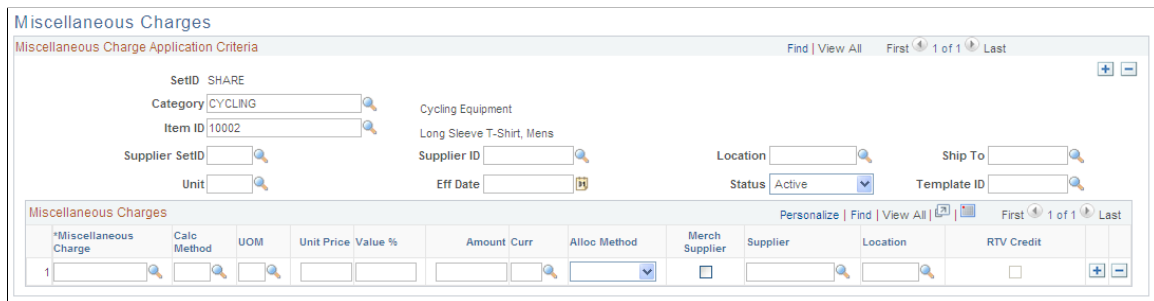 Miscellaneous Charges
Miscellaneous Charge Application Criteria Find | View All First 1 of 1 Last
SetID SHARE
Category CYCLING Cycling Equipment
Item ID 10002 Long Sleeve T-Shirt, Mens
Supplier SetID Supplier ID Location Ship To
Unit Eff Date 31 Status Active Template ID
Miscellaneous Charges Personalize | Find | View All | | First 1 of 1 Last
*Miscellaneous Charge Calc Method UOM Unit Price Value % Amount Curr Alloc Method Merch Supplier Supplier Location RTV Credit
1